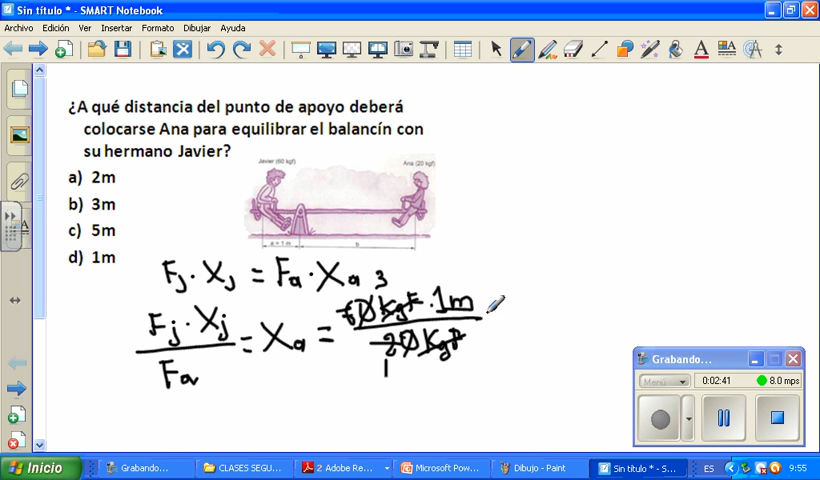 Sin título * - SMART Notebook
Archivo Edición Ver Insertar Formato Dibujar Ayuda
¿A qué distancia del punto de apoyo deberá
colocarse Ana para equilibrar el balancín con
su hermano Javier?
Javier (60 kgf)
Ana (20 kgf)
a) 2m
b) 3m
c) 5m
d) 1m
a = 1 m
b
Fj · Xj = Fa · Xa
3
Fj · Xj / Fa = Xa = 60 Kgf · 1m / 20 Kgf
1
Grabando...
Menú
0:02:41
8.0 mps
Inicio
Grabando...
CLASES SEGU...
2 Adobe Re...
Microsoft Pow...
Dibujo - Paint
Sin título * - S...
ES
9:55